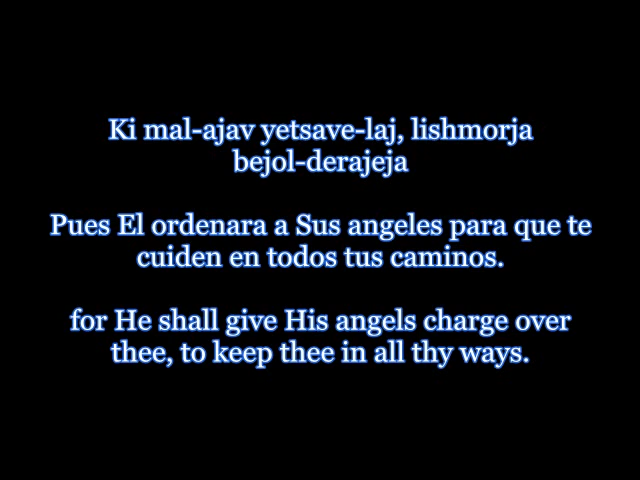 Ki mal-ajav yetsave-laj, lishmorja
bejol-derajeja
Pues El ordenara a Sus angeles para que te
cuiden en todos tus caminos.
for He shall give His angels charge over
thee, to keep thee in all thy ways.